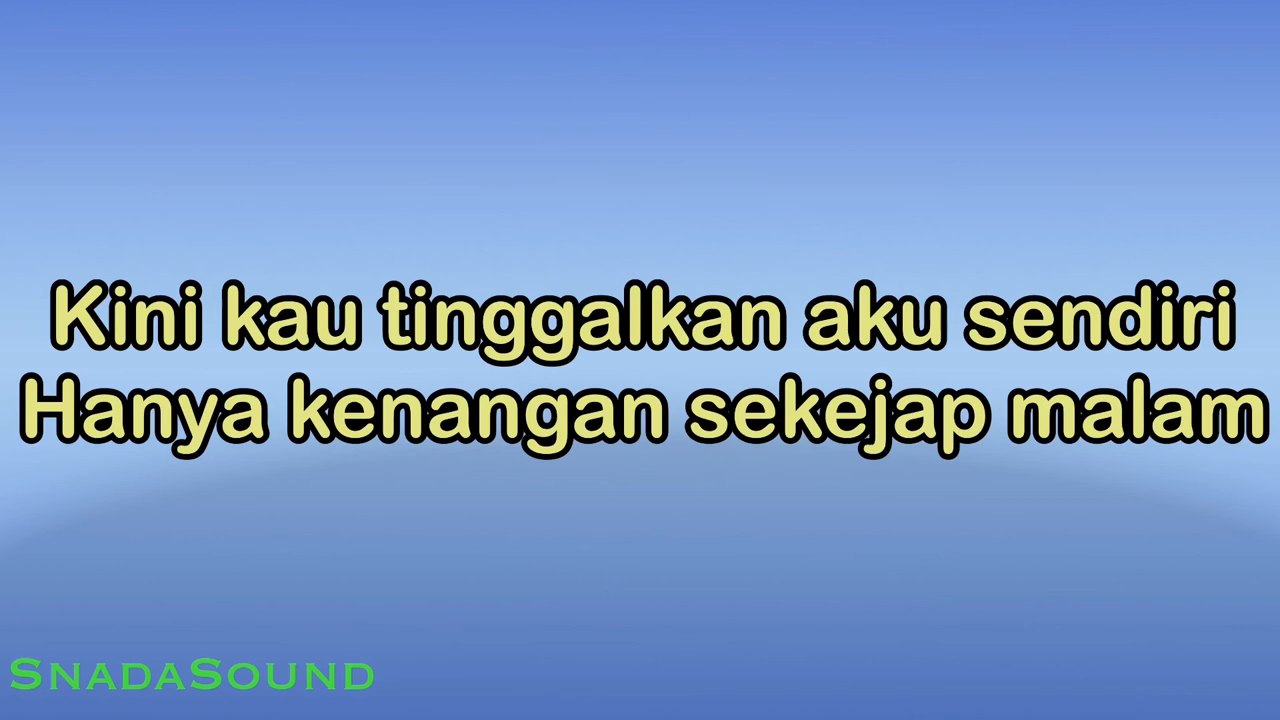 Kini kau tinggalkan aku sendiri
Hanya kenangan sekejap malam
SnadaSound